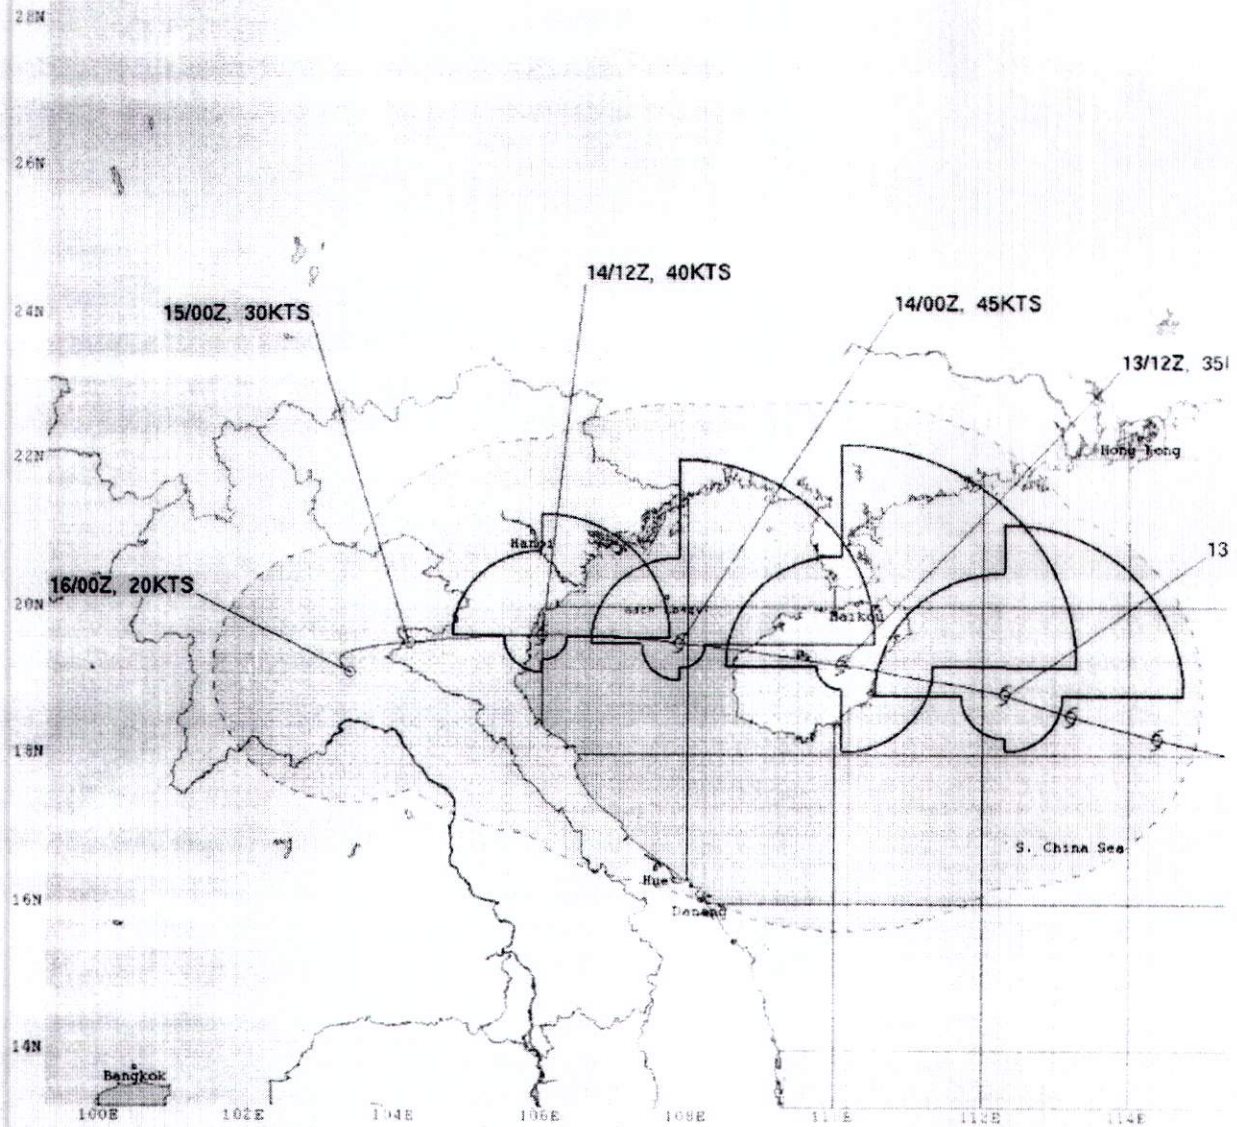 28N
26N
14/12Z, 40KTS
14/00Z, 45KTS
24N
15/00Z, 30KTS
13/12Z, 35
22N
Hong Kong
Hanoi
13
16/00Z, 20KTS
20N
Haikou
18N
S. China Sea
Hue
16N
Danang
14N
Bangkok
100E 102E 104E 106E 108E 110E 112E 114E